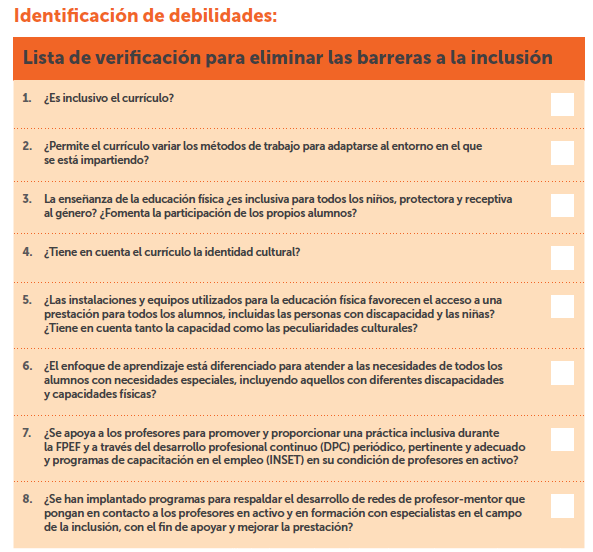 Identificación de debilidades:
Lista de verificación para eliminar las barreras a la inclusión
1. ¿Es inclusivo el currículo?
2. ¿Permite el currículo variar los métodos de trabajo para adaptarse al entorno en el que
se está impartiendo?
3. La enseñanza de la educación física ¿es inclusiva para todos los niños, protectora y receptiva
al género? ¿Fomenta la participación de los propios alumnos?
4. ¿Tiene en cuenta el currículo la identidad cultural?
5. ¿Las instalaciones y equipos utilizados para la educación física favorecen el acceso a una
prestación para todos los alumnos, incluidas las personas con discapacidad y las niñas?
¿Tiene en cuenta tanto la capacidad como las peculiaridades culturales?
6. ¿El enfoque de aprendizaje está diferenciado para atender a las necesidades de todos los
alumnos con necesidades especiales, incluyendo aquellos con diferentes discapacidades
y capacidades físicas?
7. ¿Se apoya a los profesores para promover y proporcionar una práctica inclusiva durante
la FPEF y a través del desarrollo profesional continuo (DPC) periódico, pertinente y adecuado
y programas de capacitación en el empleo (INSET) en su condición de profesores en activo?
8. ¿Se han implantado programas para respaldar el desarrollo de redes de profesor-mentor que
pongan en contacto a los profesores en activo y en formación con especialistas en el campo
de la inclusión, con el fin de apoyar y mejorar la prestación?